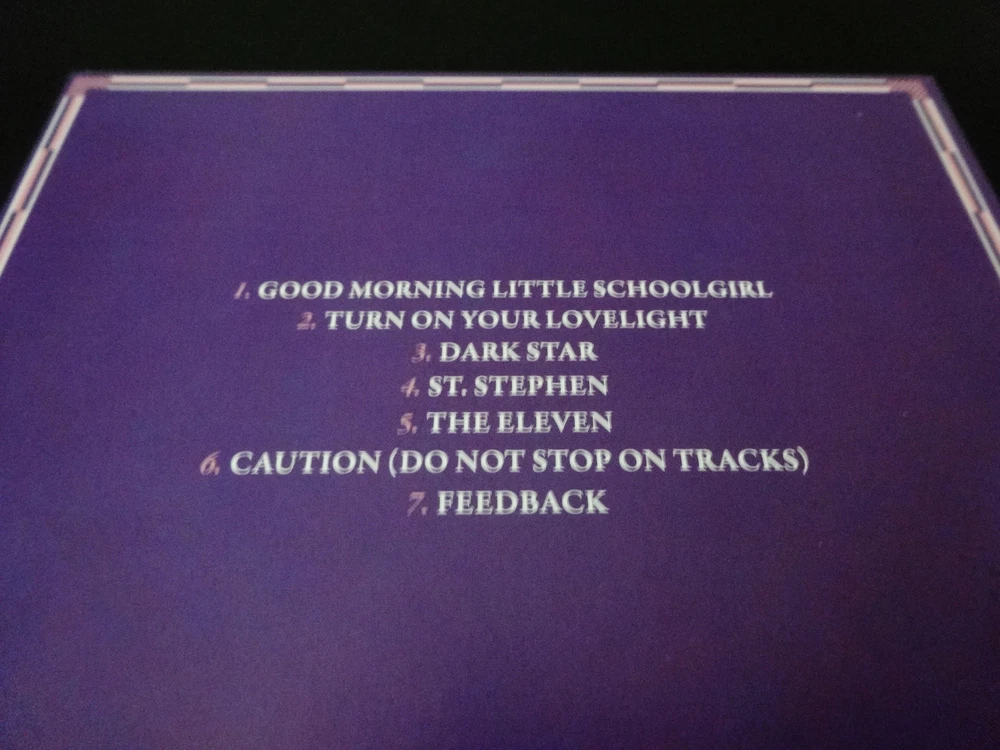 1. GOOD MORNING LITTLE SCHOOLGIRL
2. TURN ON YOUR LOVELIGHT
3. DARK STAR
4. ST. STEPHEN
5. THE ELEVEN
6. CAUTION (DO NOT STOP ON TRACKS)
7. FEEDBACK